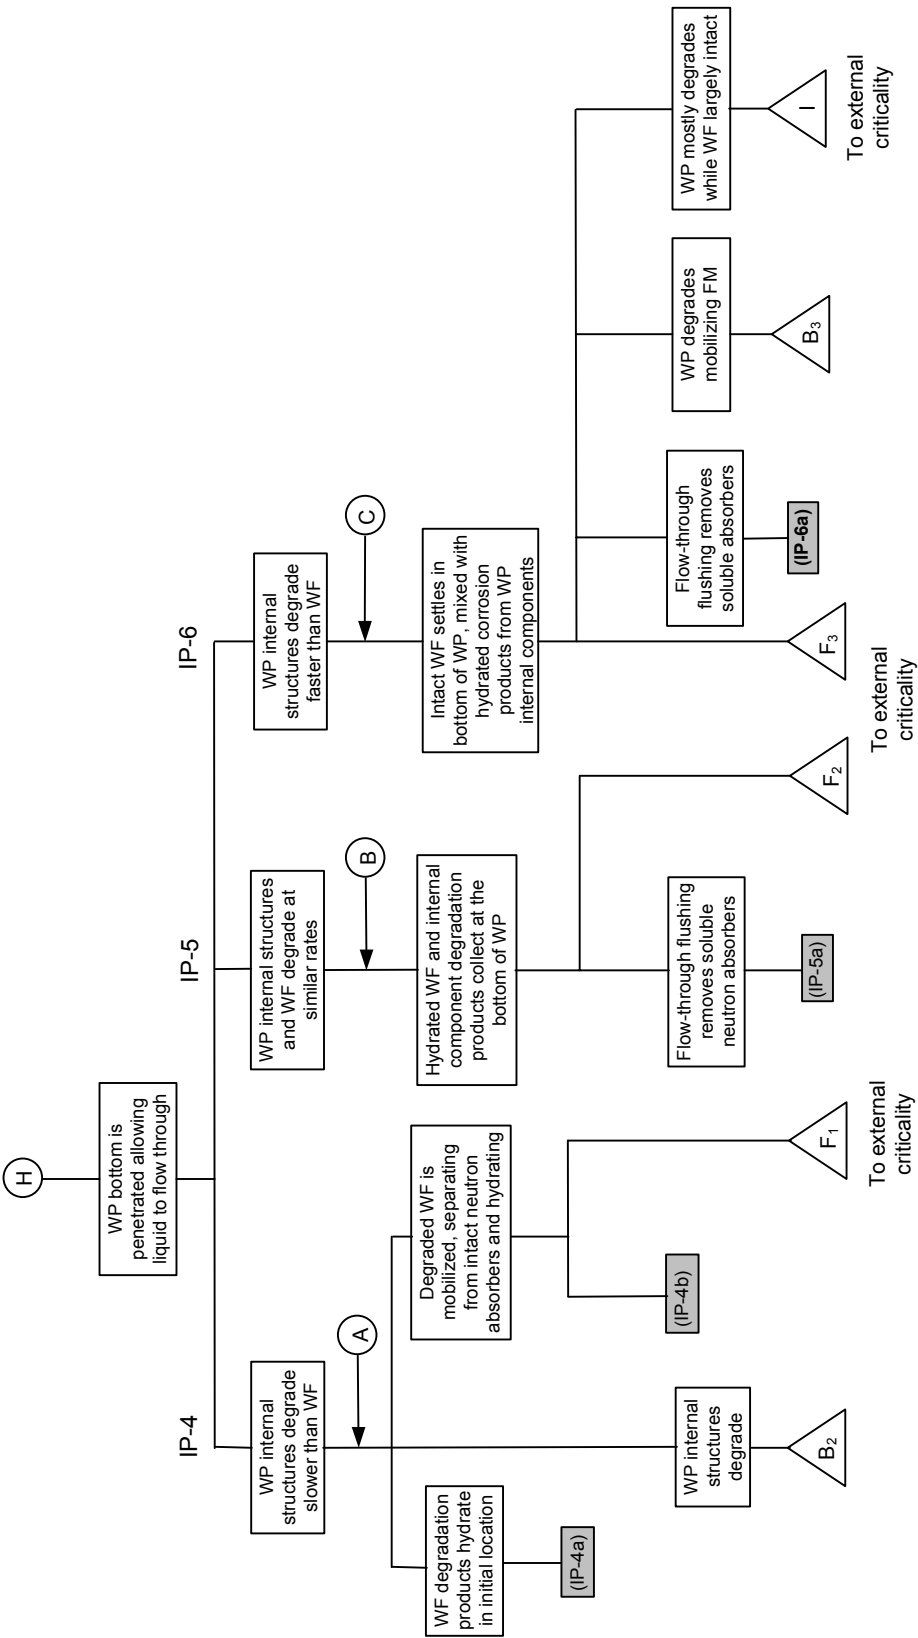 H
WP bottom is
penetrated allowing
liquid to flow through
IP-4
IP-5
IP-6
WP internal
structures degrade
slower than WF
WP internal structures
and WF degrade at
similar rates
WP internal
structures degrade
faster than WF
A
B
C
WF degradation
products hydrate
in initial location
(IP-4a)
Degraded WF is
mobilized, separating
from intact neutron
absorbers and hydrating
Hydrated WF and internal
component degradation
products collect at the
bottom of WP
Intact WF settles in
bottom of WP, mixed with
hydrated corrosion
products from WP
internal components
WP internal
structures
degrade
B2
(IP-4b)
F1
To external
criticality
Flow-through flushing
removes soluble
neutron absorbers
(IP-5a)
F2
F3
To external
criticality
Flow-through
flushing removes
soluble absorbers
(IP-6a)
WP degrades
mobilizing FM
B3
WP mostly degrades
while WF largely intact
I
To external
criticality